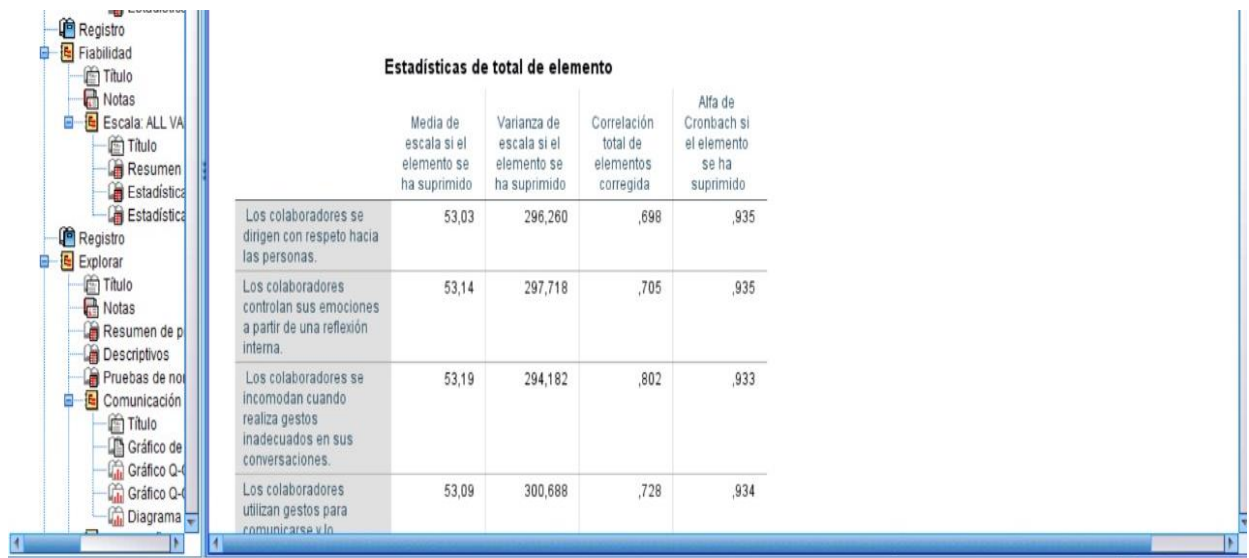 Registro
Fiabilidad
Título
Notas
Escala: ALL VA
Título
Resumen
Estadística
Estadística
Registro
Explorar
Título
Notas
Resumen de p
Descriptivos
Pruebas de nor
Comunicación
Título
Gráfico de
Gráfico Q-
Gráfico Q-
Diagrama
Estadísticas de total de elemento
Media de
escala si el
elemento se
ha suprimido
Varianza de
escala si el
elemento se
ha suprimido
Correlación
total de
elementos
corregida
Alfa de
Cronbach si
el elemento
se ha
suprimido
Los colaboradores se
dirigen con respeto hacia
las personas.
53,03 296,260 ,698 ,935
Los colaboradores
controlan sus emociones
a partir de una reflexión
interna.
53,14 297,718 ,705 ,935
Los colaboradores se
incomodan cuando
realiza gestos
inadecuados en sus
conversaciones.
53,19 294,182 ,802 ,933
Los colaboradores
utilizan gestos para
comunicarse y lo
53,09 300,688 ,728 ,934